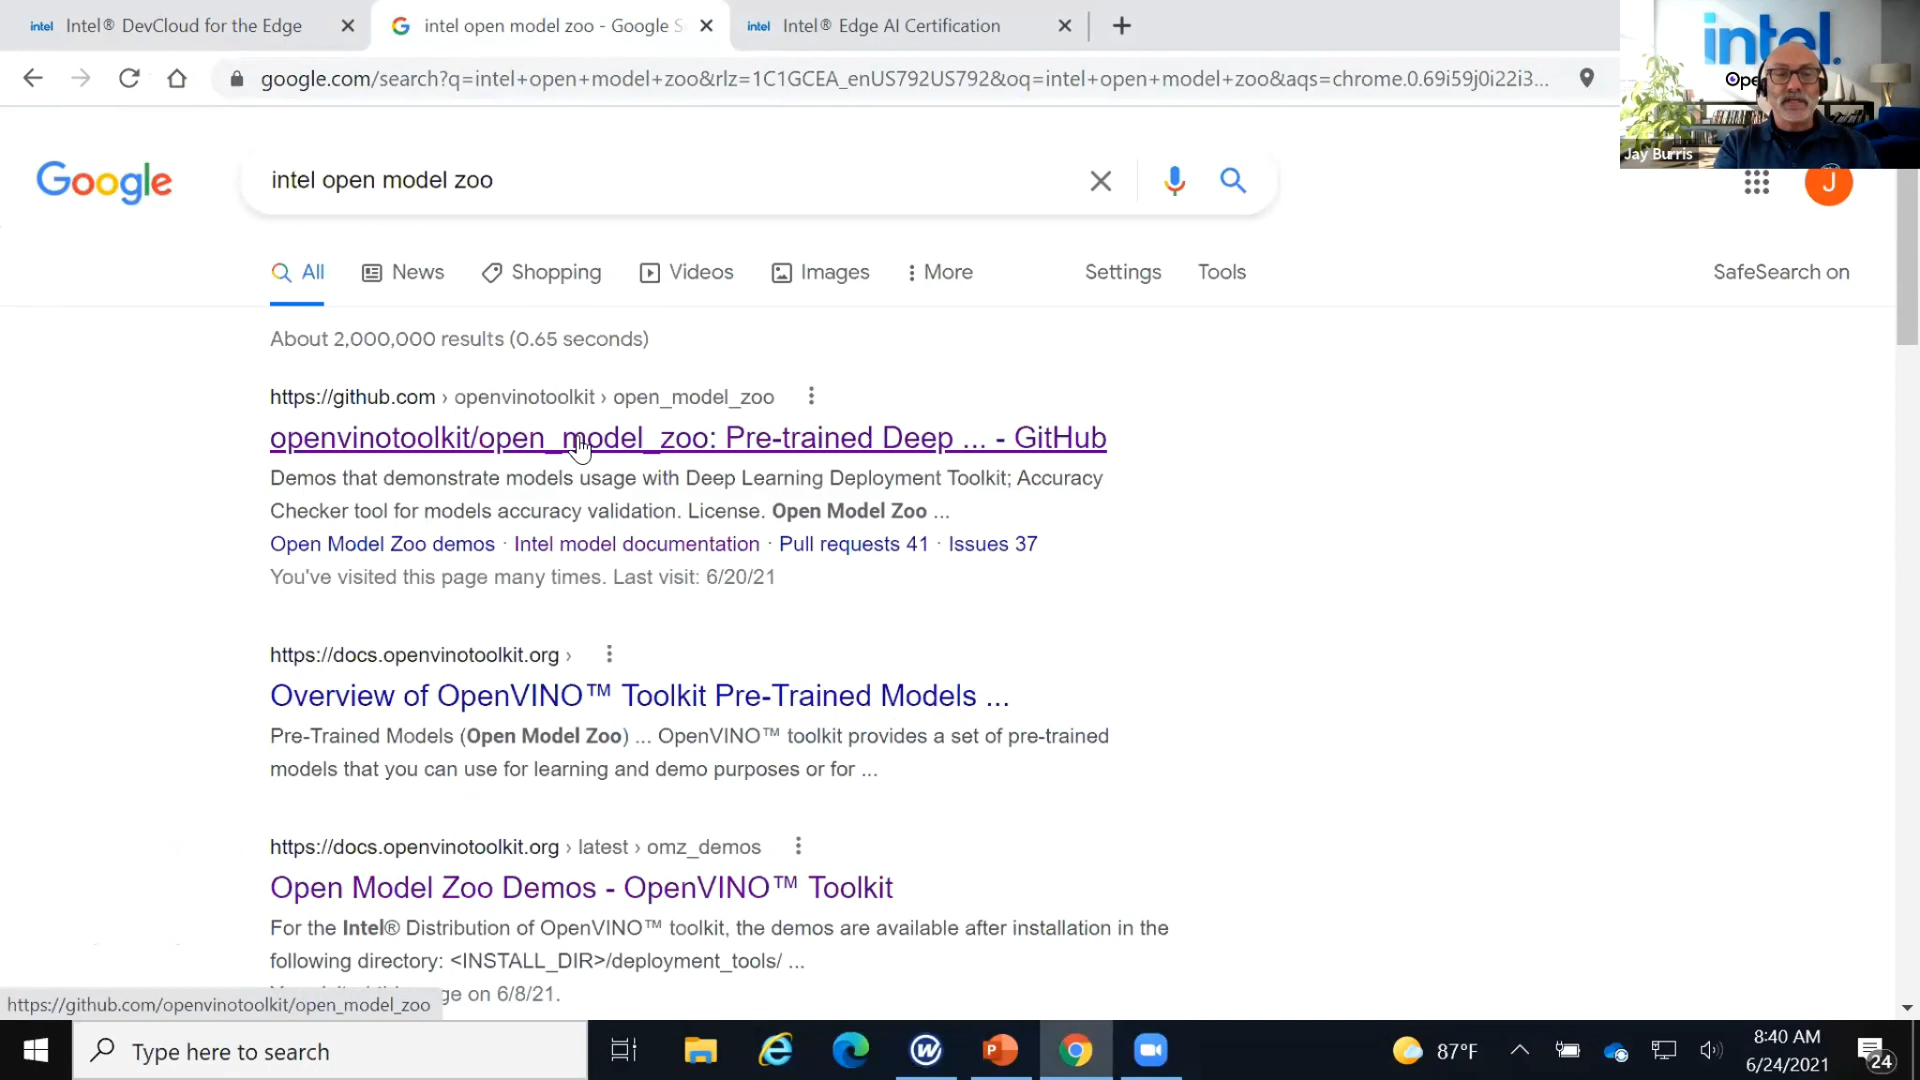 intel Intel® DevCloud for the Edge
intel open model zoo - Google S
intel Intel® Edge AI Certification
google.com/search?q=intel+open+model+zoo&rlz=1C1GCEA_enUS792US792&oq=intel+open+model+zoo&aqs=chrome.0.69i59j0i22i3...
intel.
Ope
Jay Burris
Google
intel open model zoo
J
All
News
Shopping
Videos
Images
More
Settings
Tools
SafeSearch on
About 2,000,000 results (0.65 seconds)
https://github.com › openvinotoolkit › open_model_zoo
openvinotoolkit/open_model_zoo: Pre-trained Deep ... - GitHub
Demos that demonstrate models usage with Deep Learning Deployment Toolkit; Accuracy
Checker tool for models accuracy validation. License. Open Model Zoo ...
Open Model Zoo demos · Intel model documentation · Pull requests 41 · Issues 37
You've visited this page many times. Last visit: 6/20/21
https://docs.openvinotoolkit.org ›
Overview of OpenVINO™ Toolkit Pre-Trained Models ...
Pre-Trained Models (Open Model Zoo) ... OpenVINO™ toolkit provides a set of pre-trained
models that you can use for learning and demo purposes or for ...
https://docs.openvinotoolkit.org › latest › omz_demos
Open Model Zoo Demos - OpenVINO™ Toolkit
For the Intel® Distribution of OpenVINO™ toolkit, the demos are available after installation in the
following directory: <INSTALL_DIR>/deployment_tools/ ...
ge on 6/8/21.
https://github.com/openvinotoolkit/open_model_zoo
Type here to search
87°F
8:40 AM
6/24/2021
24